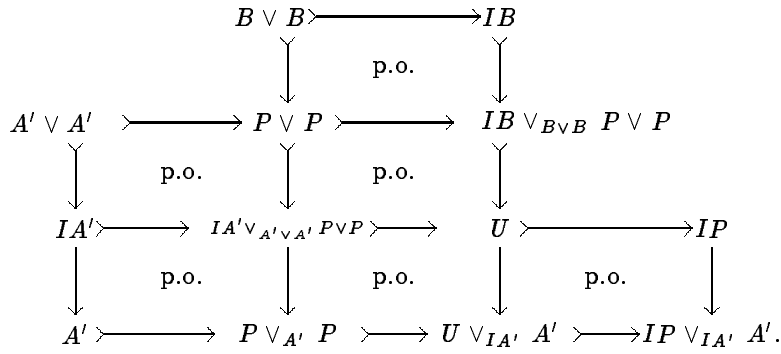 B ∨ B IB
p.o.
A′ ∨ A′ P ∨ P IB ∨_{B∨B} P ∨ P
p.o. p.o.
IA′ IA′∨_{A′∨A′} P∨P U IP
p.o. p.o. p.o.
A′ P ∨_{A′} P U ∨_{IA′} A′ IP ∨_{IA′} A′.